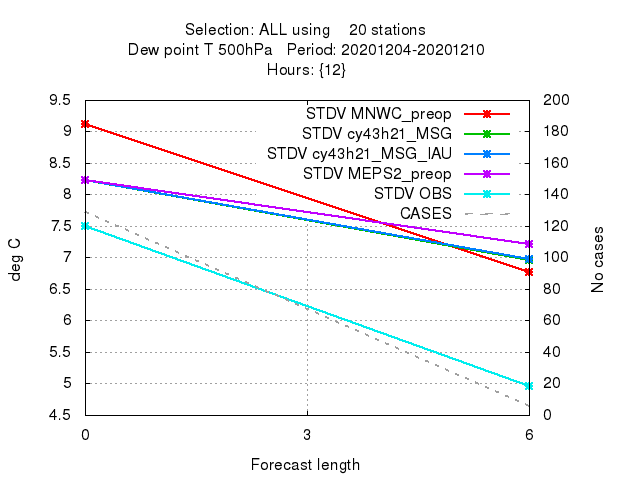 Selection: ALL using 20 stations
Dew point T 500hPa Period: 20201204-20201210
Hours: {12}
STDV MNWC_preop
STDV cy43h21_MSG
STDV cy43h21_MSG_IAU
STDV MEPS2_preop
STDV OBS
CASES
9.5
9
8.5
8
7.5
7
6.5
6
5.5
5
4.5
deg C
200
180
160
140
120
100
80
60
40
20
0
No cases
0
3
6
Forecast length